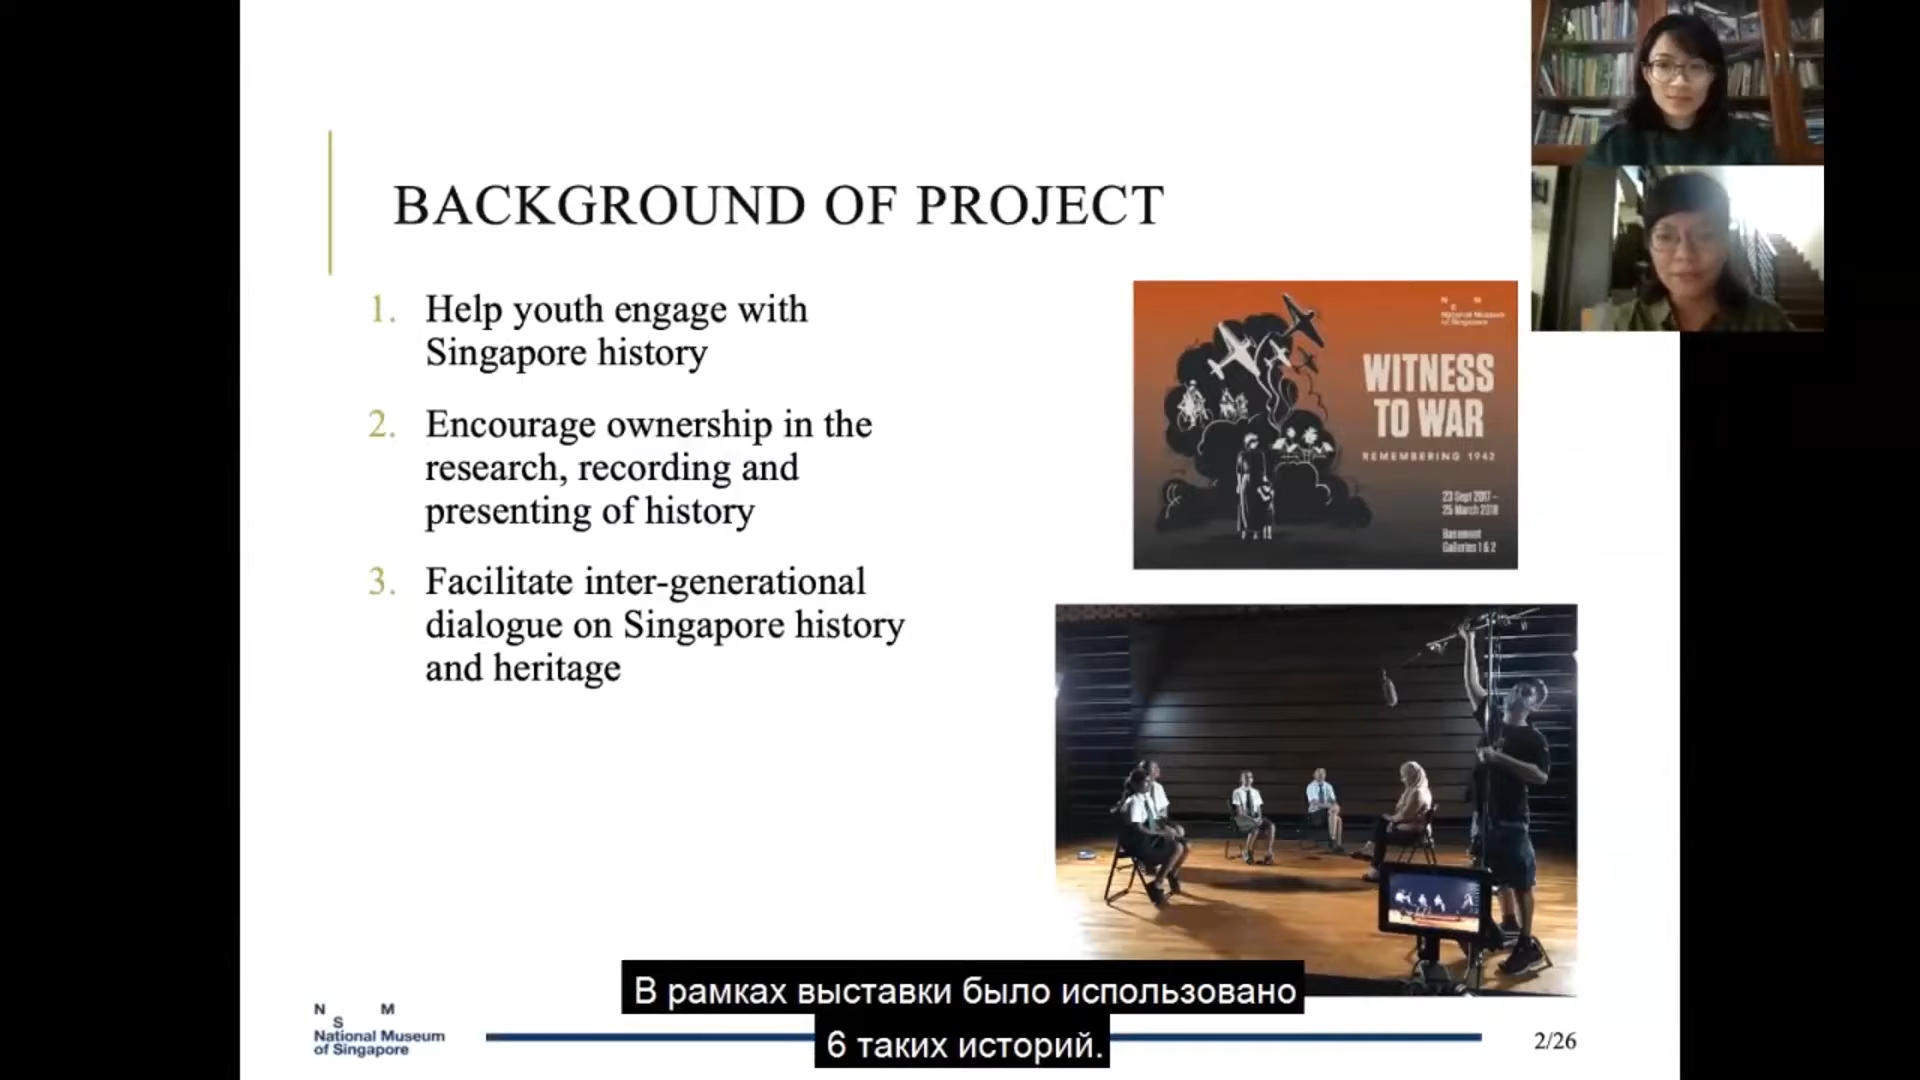 BACKGROUND OF PROJECT
1. Help youth engage with
Singapore history
2. Encourage ownership in the
research, recording and
presenting of history
3. Facilitate inter-generational
dialogue on Singapore history
and heritage
N M
S
National Museum
of Singapore
WITNESS
TO WAR
REMEMBERING 1942
23 Sept 2017 –
25 March 2018
Basement
Galleries 1 & 2
В рамках выставки было использовано
6 таких историй.
N M
S
National Museum
of Singapore
2/26